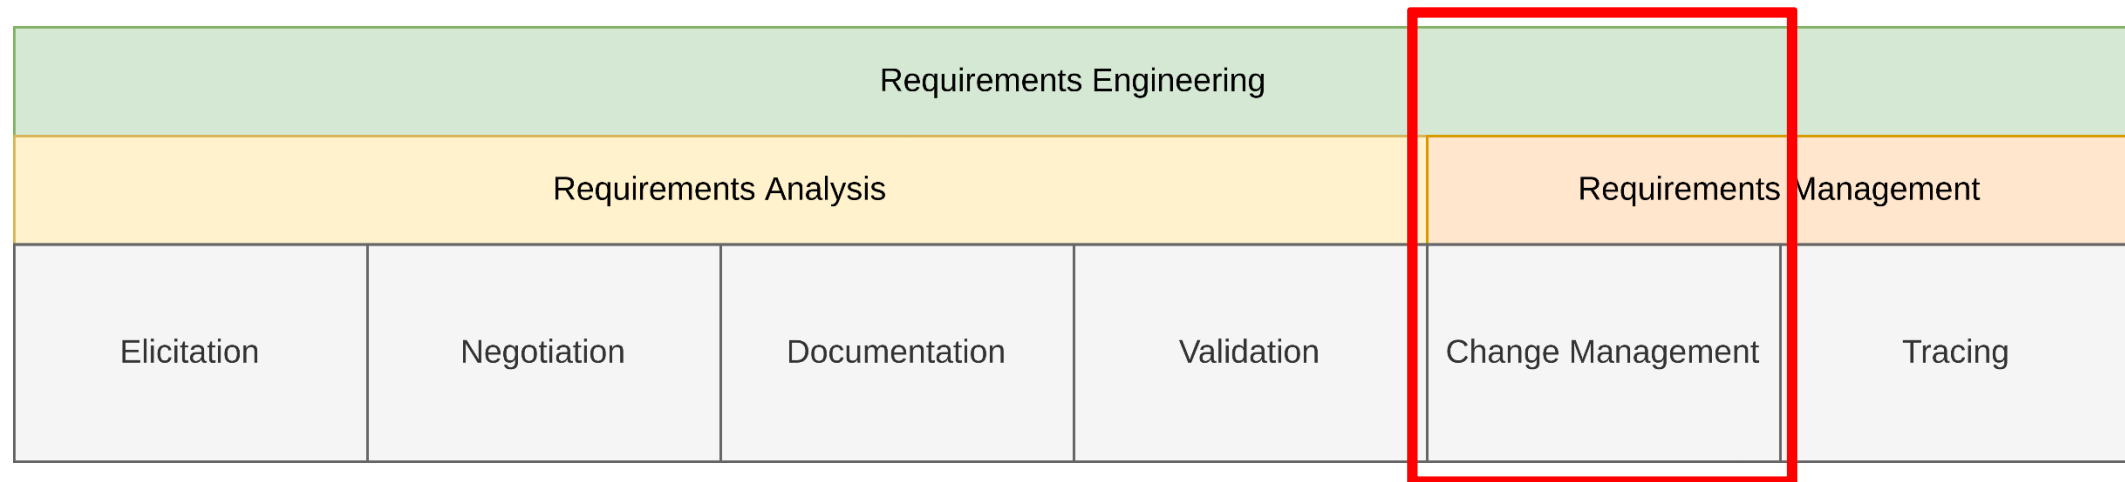 Requirements Engineering
Requirements Analysis
Requirements Management
Elicitation
Negotiation
Documentation
Validation
Change Management
Tracing